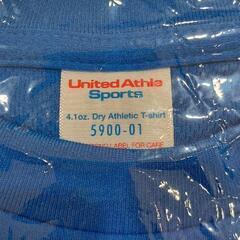 United Athle
Sports
4.1oz. Dry Athletic T-shirt
5900-01
LABEL FOR CARE